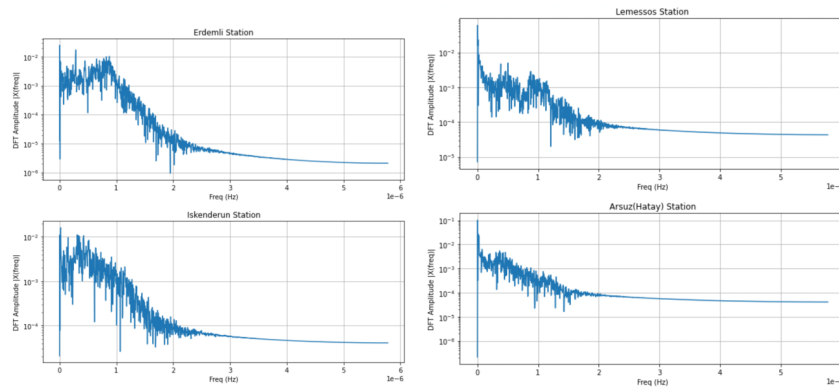 Erdemli Station
DFT Amplitude |X(freq)|
10⁻²
10⁻³
10⁻⁴
10⁻⁵
10⁻⁶
0 1 2 3 4 5 6
1e-6
Freq (Hz)
Lemessos Station
DFT Amplitude |X(freq)|
10⁻²
10⁻³
10⁻⁴
10⁻⁵
0 1 2 3 4 5
Freq (Hz)
Iskenderun Station
DFT Amplitude |X(freq)|
10⁻²
10⁻³
10⁻⁴
0 1 2 3 4 5 6
1e-6
Freq (Hz)
Arsuz(Hatay) Station
DFT Amplitude |X(freq)|
10⁻¹
10⁻²
10⁻³
10⁻⁴
10⁻⁵
10⁻⁶
0 1 2 3 4 5
Freq (Hz)